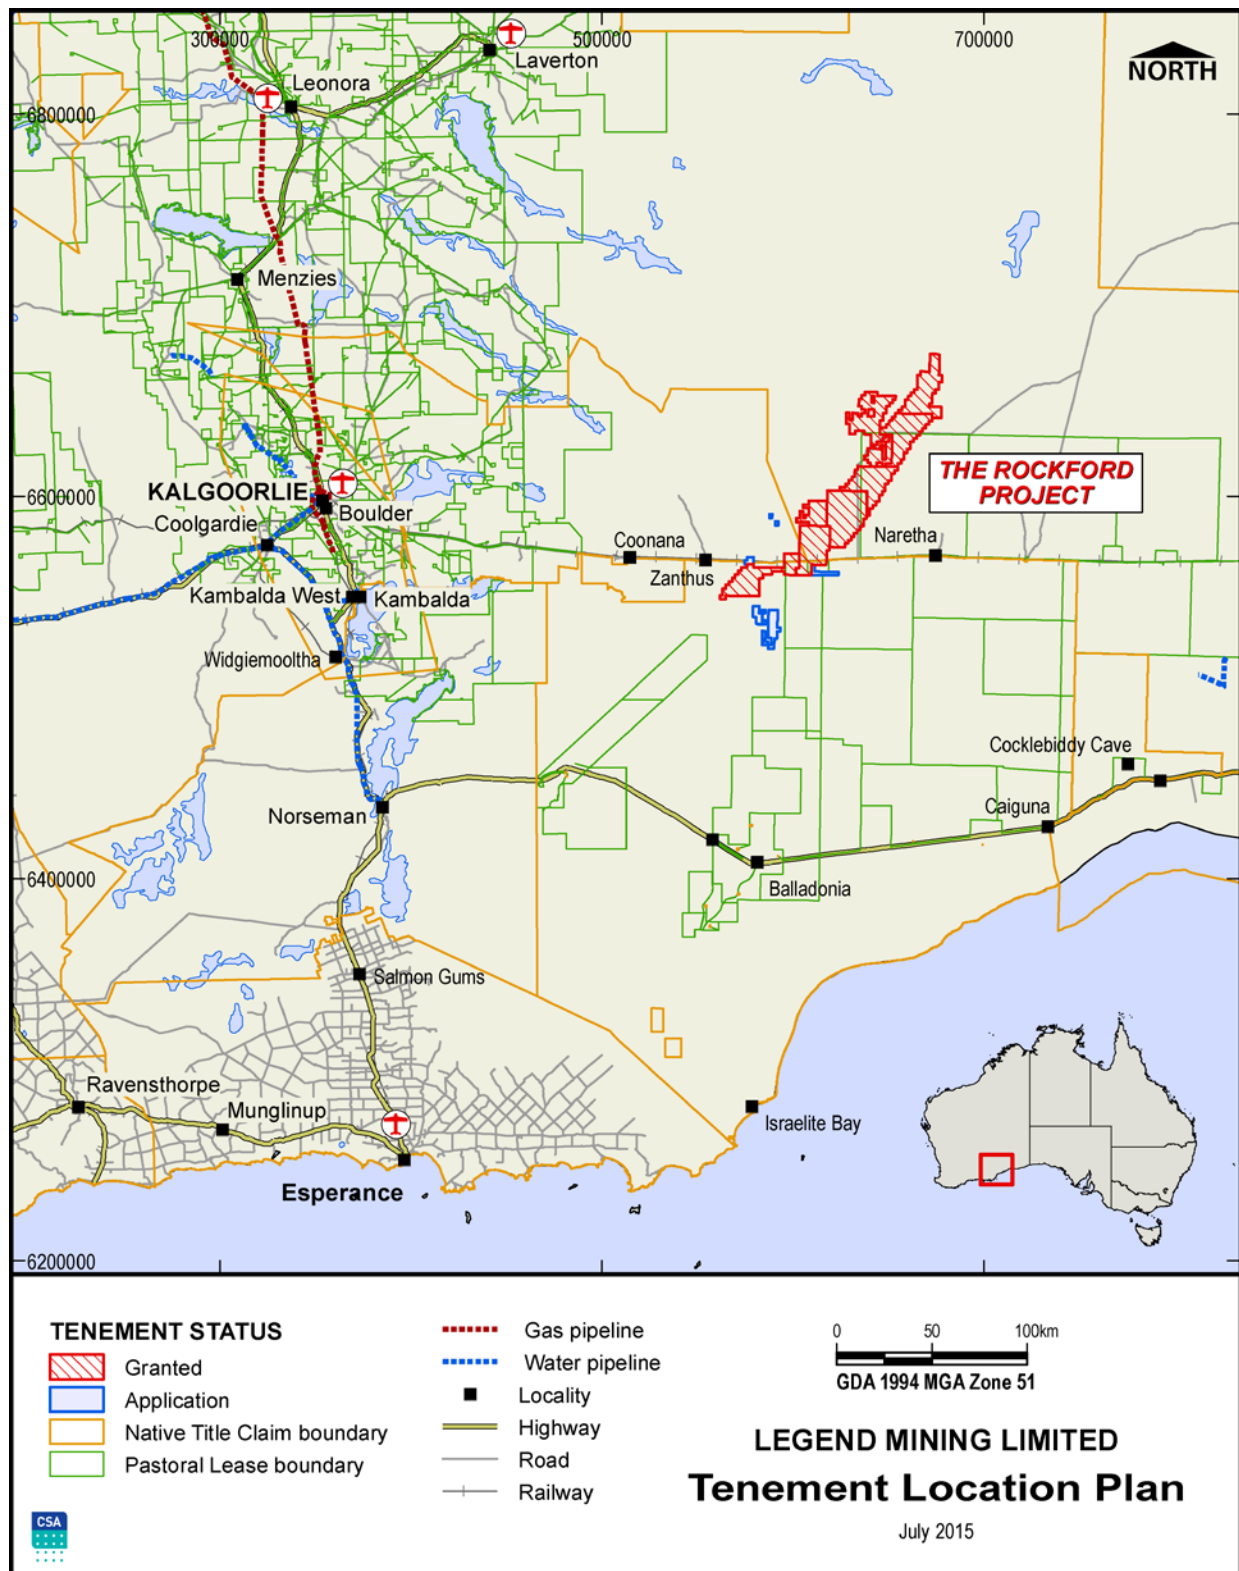 300000
500000
700000
NORTH
Laverton
Leonora
6800000
Menzies
THE ROCKFORD
PROJECT
KALGOORLIE
6600000
Boulder
Coolgardie
Coonana
Naretha
Zanthus
Kambalda West
Kambalda
Widgiemooltha
Cocklebiddy Cave
Caiguna
Norseman
6400000
Balladonia
Salmon Gums
Ravensthorpe
Munglinup
Israelite Bay
Esperance
6200000
TENEMENT STATUS
Granted
Application
Native Title Claim boundary
Pastoral Lease boundary
Gas pipeline
Water pipeline
Locality
Highway
Road
Railway
0 50 100km
GDA 1994 MGA Zone 51
LEGEND MINING LIMITED
Tenement Location Plan
July 2015
CSA